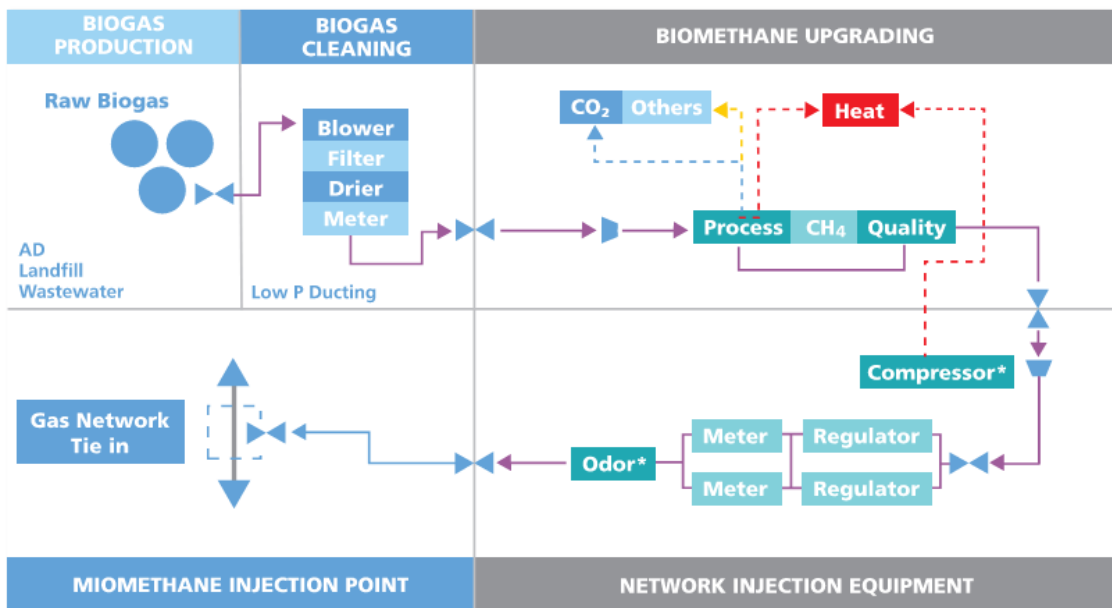 BIOGAS
PRODUCTION
BIOGAS
CLEANING
BIOMETHANE UPGRADING
Raw Biogas
Blower
Filter
Drier
Meter
CO₂ Others
Heat
Process CH₄ Quality
AD
Landfill
Wastewater
Low P Ducting
Compressor*
Gas Network
Tie in
Odor*
Meter Regulator
Meter Regulator
MIOMETHANE INJECTION POINT
NETWORK INJECTION EQUIPMENT